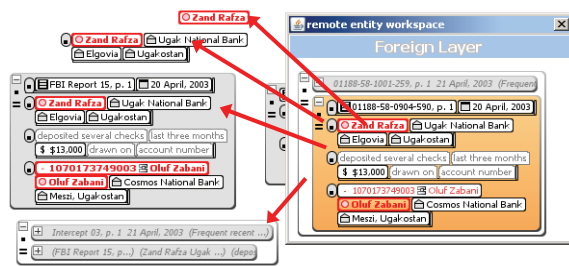 Zand Rafza
Zand Rafza Ugak National Bank
Elgovia Ugakostan
FBI Report 15, p. 1 20 April, 2003
Zand Rafza Ugak National Bank
Elgovia Ugakostan
deposited several checks last three months
$ $13,000 drawn on account number
- 1070173749003 Oluf Zabani
Oluf Zabani Cosmos National Bank
Meszi, Ugakostan
Intercept 03, p. 1 21 April, 2003 (Frequent recent ...)
(FBI Report 15, p...) (Zand Rafza Ugak ...) (depo
remote entity workspace
Foreign Layer
01188-58-1001-259, p. 1 21 April, 2003 (Frequent
01188-58-0904-590, p. 1 20 April, 2003
Zand Rafza Ugak National Bank
Elgovia Ugakostan
deposited several checks last three months
$ $13,000 drawn on account number
- 1070173749003 Oluf Zabani
Oluf Zabani Cosmos National Bank
Meszi, Ugakostan